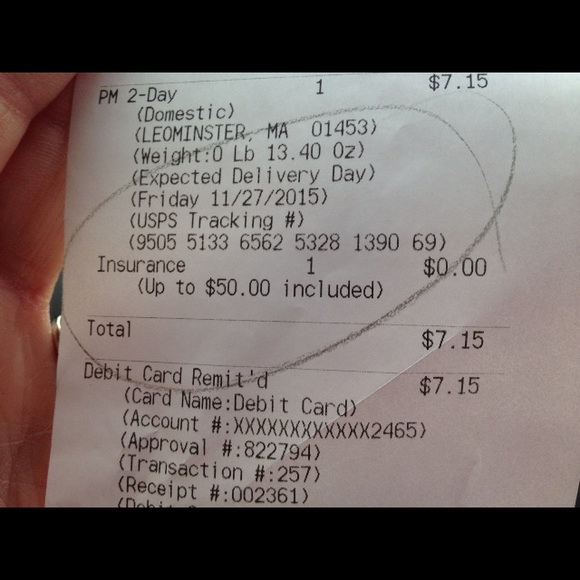 PM 2-Day 1 $7.15
(Domestic)
(LEOMINSTER, MA 01453)
(Weight:0 Lb 13.40 Oz)
(Expected Delivery Day)
(Friday 11/27/2015)
(USPS Tracking #)
(9505 5133 6562 5328 1390 69)
Insurance 1 $0.00
(Up to $50.00 included)
Total $7.15
Debit Card Remit'd $7.15
(Card Name:Debit Card)
(Account #:XXXXXXXXXXXX2465)
(Approval #:822794)
(Transaction #:257)
(Receipt #:002361)